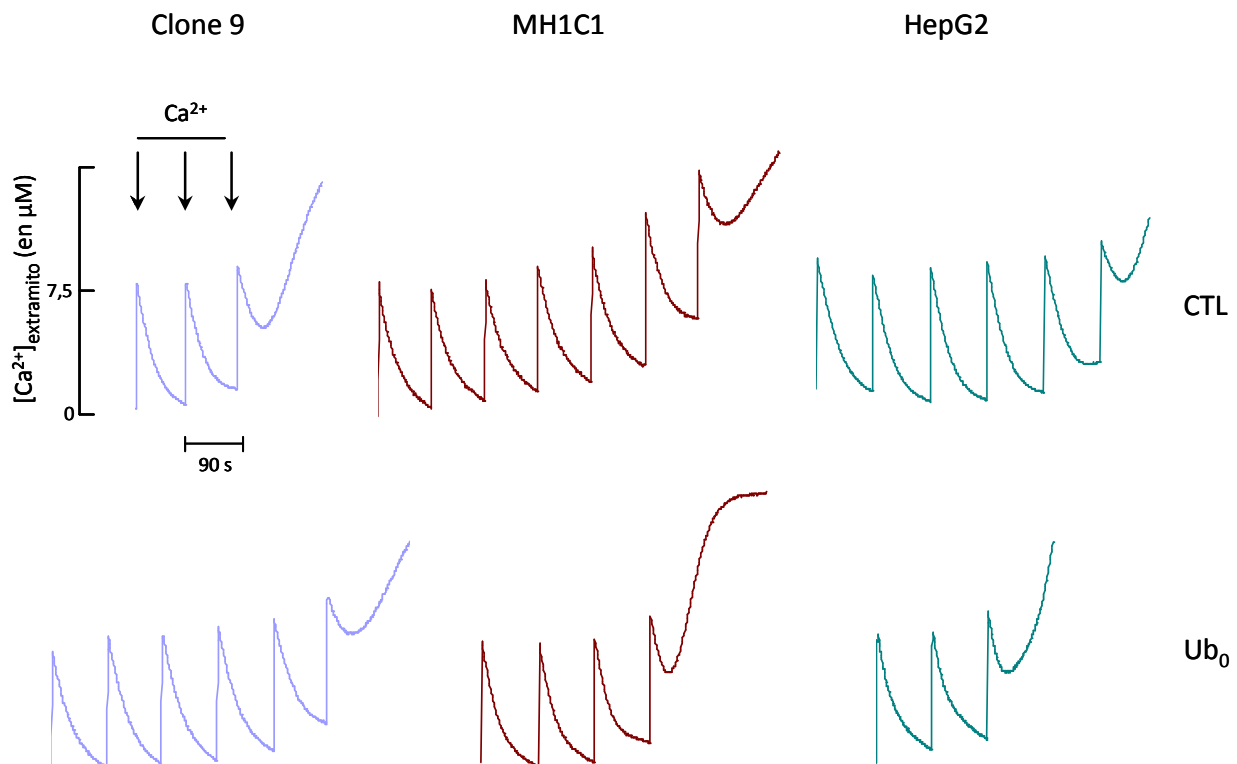 Clone 9 MH1C1 HepG2
Ca²⁺
[Ca²⁺]extramito (en µM)
7,5
0
90 s
CTL
Ub₀